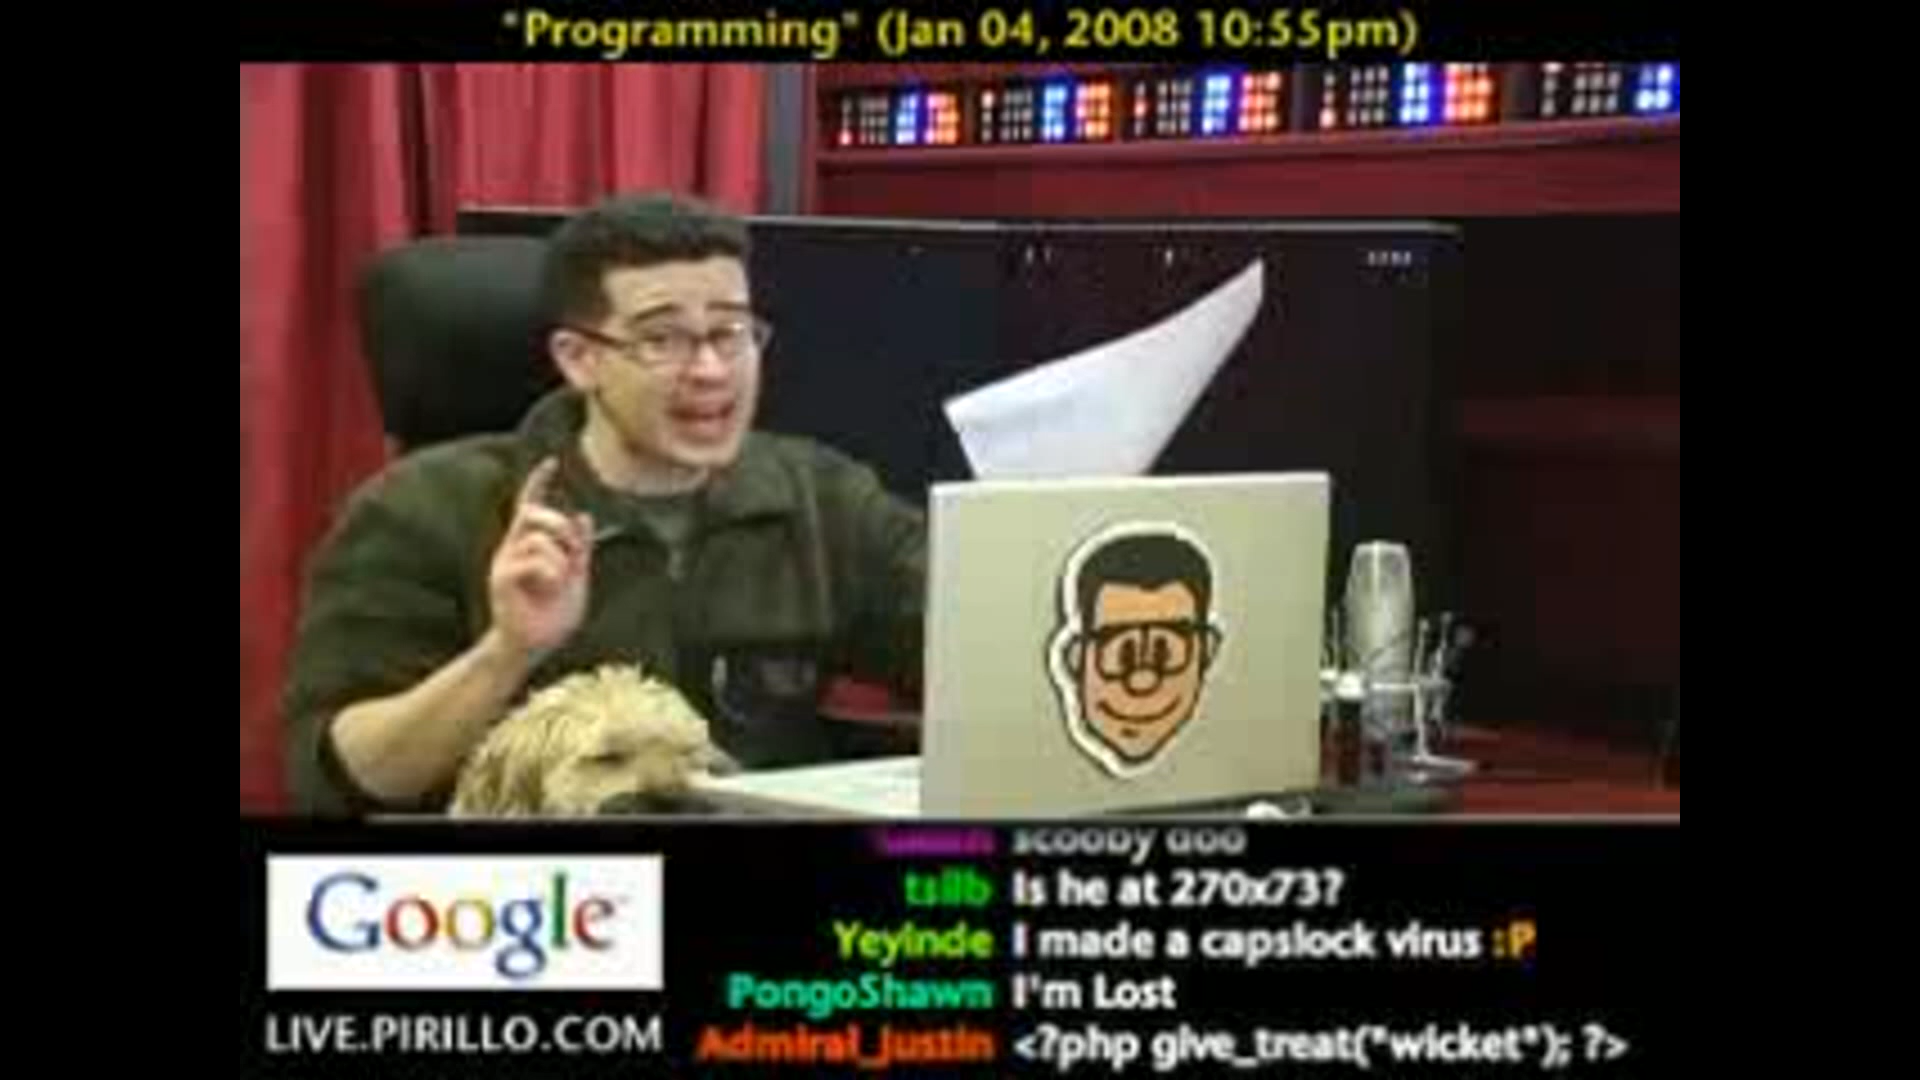 "Programming" (Jan 04, 2008 10:55pm)
scooby doo
tsilb Is he at 270x73?
Yeyinde I made a capslock virus :P
PongoShawn I'm Lost
Admiral_Justin <?php give_treat("wicket"); ?>
Google
LIVE.PIRILLO.COM